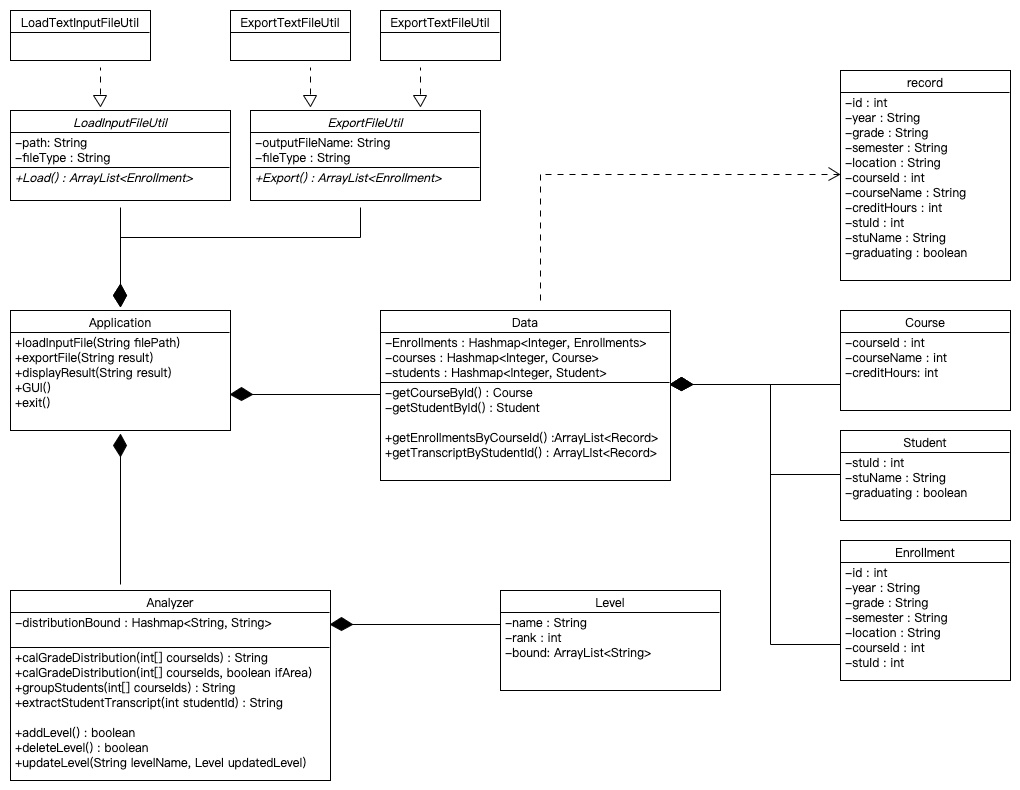 LoadTextInputFileUtil
ExportTextFileUtil
ExportTextFileUtil
LoadInputFileUtil
-path: String
-fileType : String
+Load() : ArrayList<Enrollment>
ExportFileUtil
-outputFileName: String
-fileType : String
+Export() : ArrayList<Enrollment>
record
-id : int
-year : String
-grade : String
-semester : String
-location : String
-courseId : int
-courseName : String
-creditHours : int
-stuId : int
-stuName : String
-graduating : boolean
Application
+loadInputFile(String filePath)
+exportFile(String result)
+displayResult(String result)
+GUI()
+exit()
Data
-Enrollments : Hashmap<Integer, Enrollments>
-courses : Hashmap<Integer, Course>
-students : Hashmap<Integer, Student>
-getCourseById() : Course
-getStudentById() : Student
+getEnrollmentsByCourseId() :ArrayList<Record>
+getTranscriptByStudentId() : ArrayList<Record>
Course
-courseId : int
-courseName : int
-creditHours: int
Student
-stuId : int
-stuName : String
-graduating : boolean
Enrollment
-id : int
-year : String
-grade : String
-semester : String
-location : String
-courseId : int
-stuId : int
Analyzer
-distributionBound : Hashmap<String, String>
+calGradeDistribution(int[] courseIds) : String
+calGradeDistribution(int[] courseIds, boolean ifArea)
+groupStudents(int[] courseIds) : String
+extractStudentTranscript(int studentId) : String
+addLevel() : boolean
+deleteLevel() : boolean
+updateLevel(String levelName, Level updatedLevel)
Level
-name : String
-rank : int
-bound: ArrayList<String>